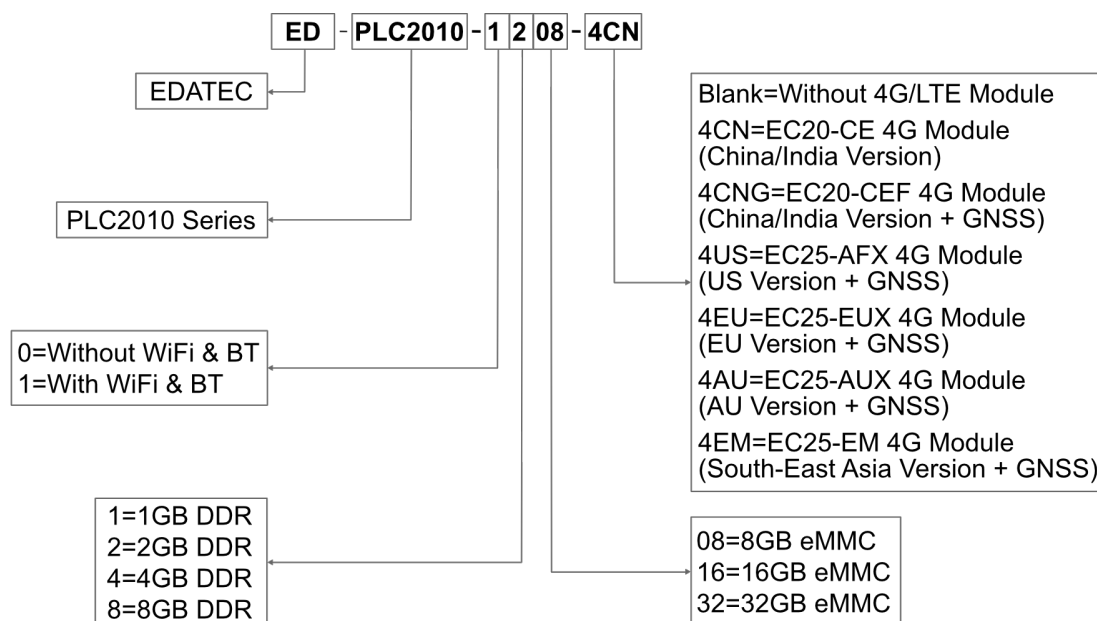 ED - PLC2010 - 1 2 08 - 4CN
EDATEC
PLC2010 Series
0=Without WiFi & BT
1=With WiFi & BT
1=1GB DDR
2=2GB DDR
4=4GB DDR
8=8GB DDR
Blank=Without 4G/LTE Module
4CN=EC20-CE 4G Module
(China/India Version)
4CNG=EC20-CEF 4G Module
(China/India Version + GNSS)
4US=EC25-AFX 4G Module
(US Version + GNSS)
4EU=EC25-EUX 4G Module
(EU Version + GNSS)
4AU=EC25-AUX 4G Module
(AU Version + GNSS)
4EM=EC25-EM 4G Module
(South-East Asia Version + GNSS)
08=8GB eMMC
16=16GB eMMC
32=32GB eMMC